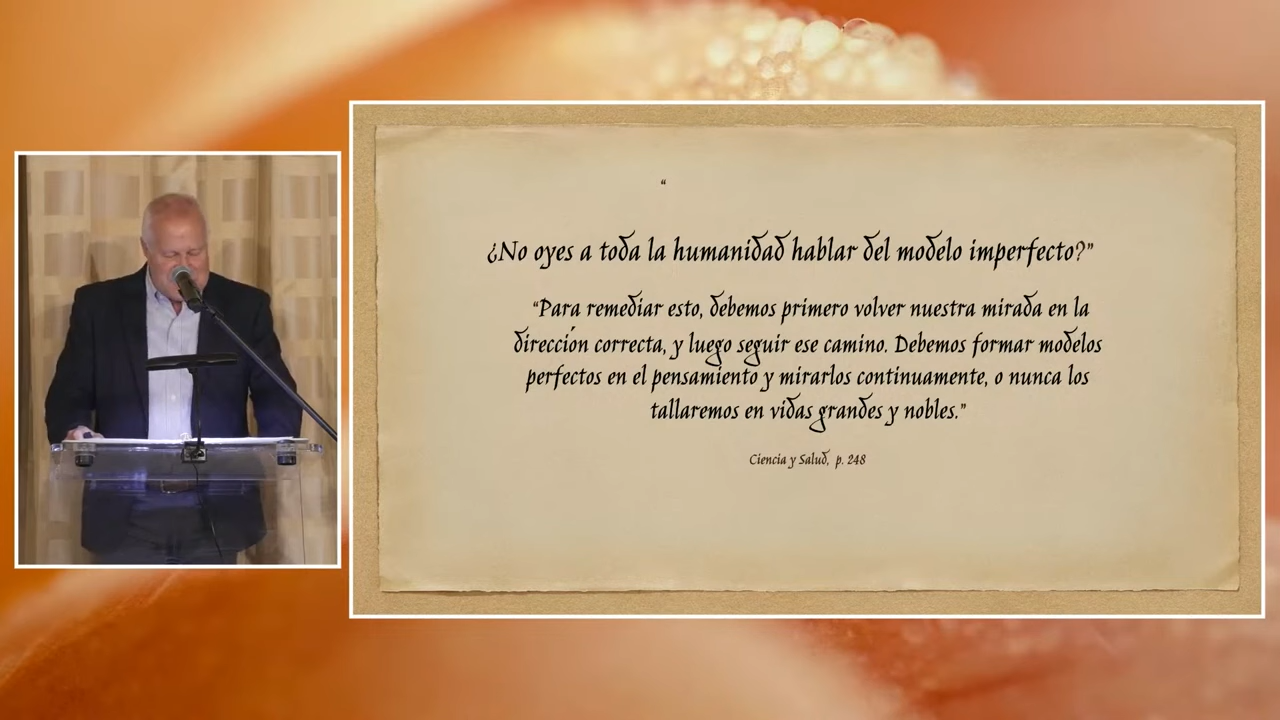 “
¿No oyes a toda la humanidad hablar del modelo imperfecto?”
“Para remediar esto, debemos primero volver nuestra mirada en la
dirección correcta, y luego seguir ese camino. Debemos formar modelos
perfectos en el pensamiento y mirarlos continuamente, o nunca los
tallaremos en vidas grandes y nobles.”
Ciencia y Salud, p. 248